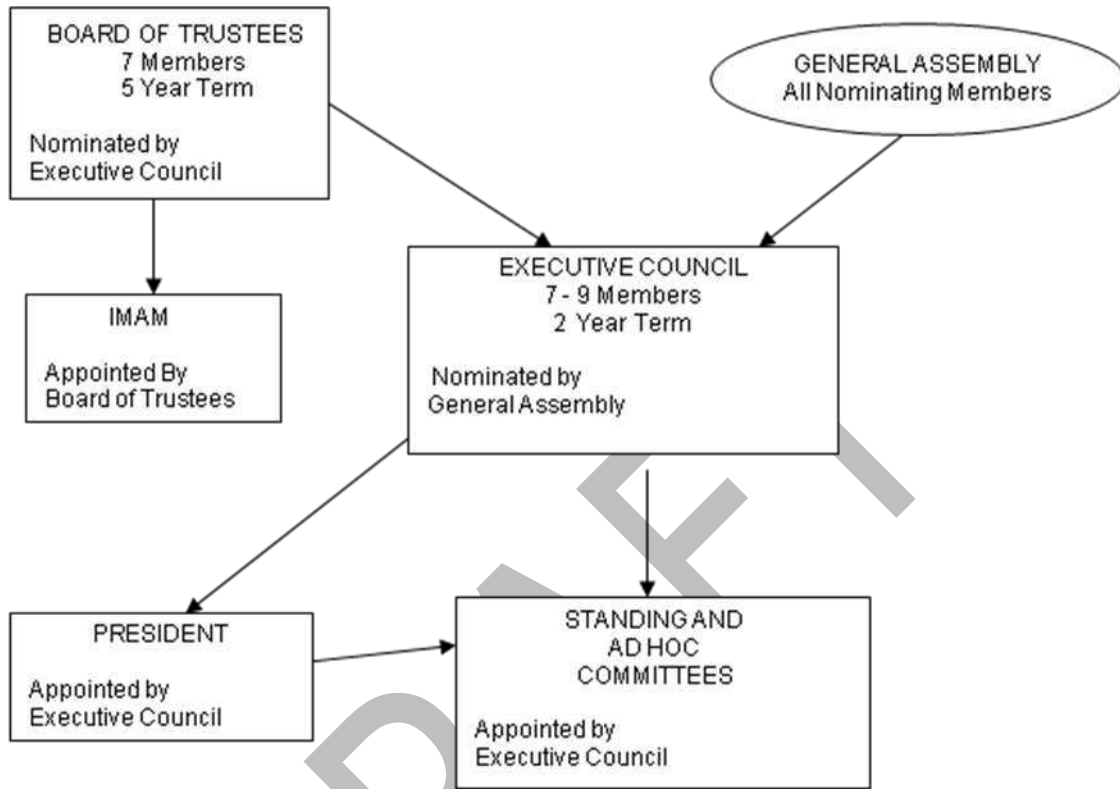 BOARD OF TRUSTEES
7 Members
5 Year Term
Nominated by
Executive Council
GENERAL ASSEMBLY
All Nominating Members
EXECUTIVE COUNCIL
7 - 9 Members
2 Year Term
Nominated by
General Assembly
IMAM
Appointed By
Board of Trustees
PRESIDENT
Appointed by
Executive Council
STANDING AND
AD HOC
COMMITTEES
Appointed by
Executive Council
DRAFT